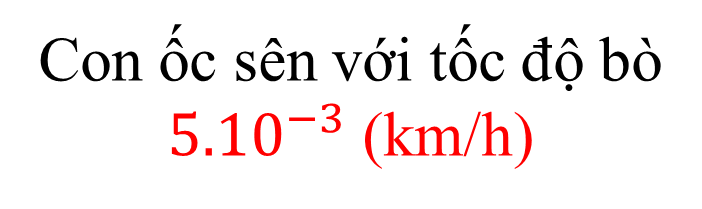 Con ốc sên với tốc độ bò
5.10⁻³ (km/h)